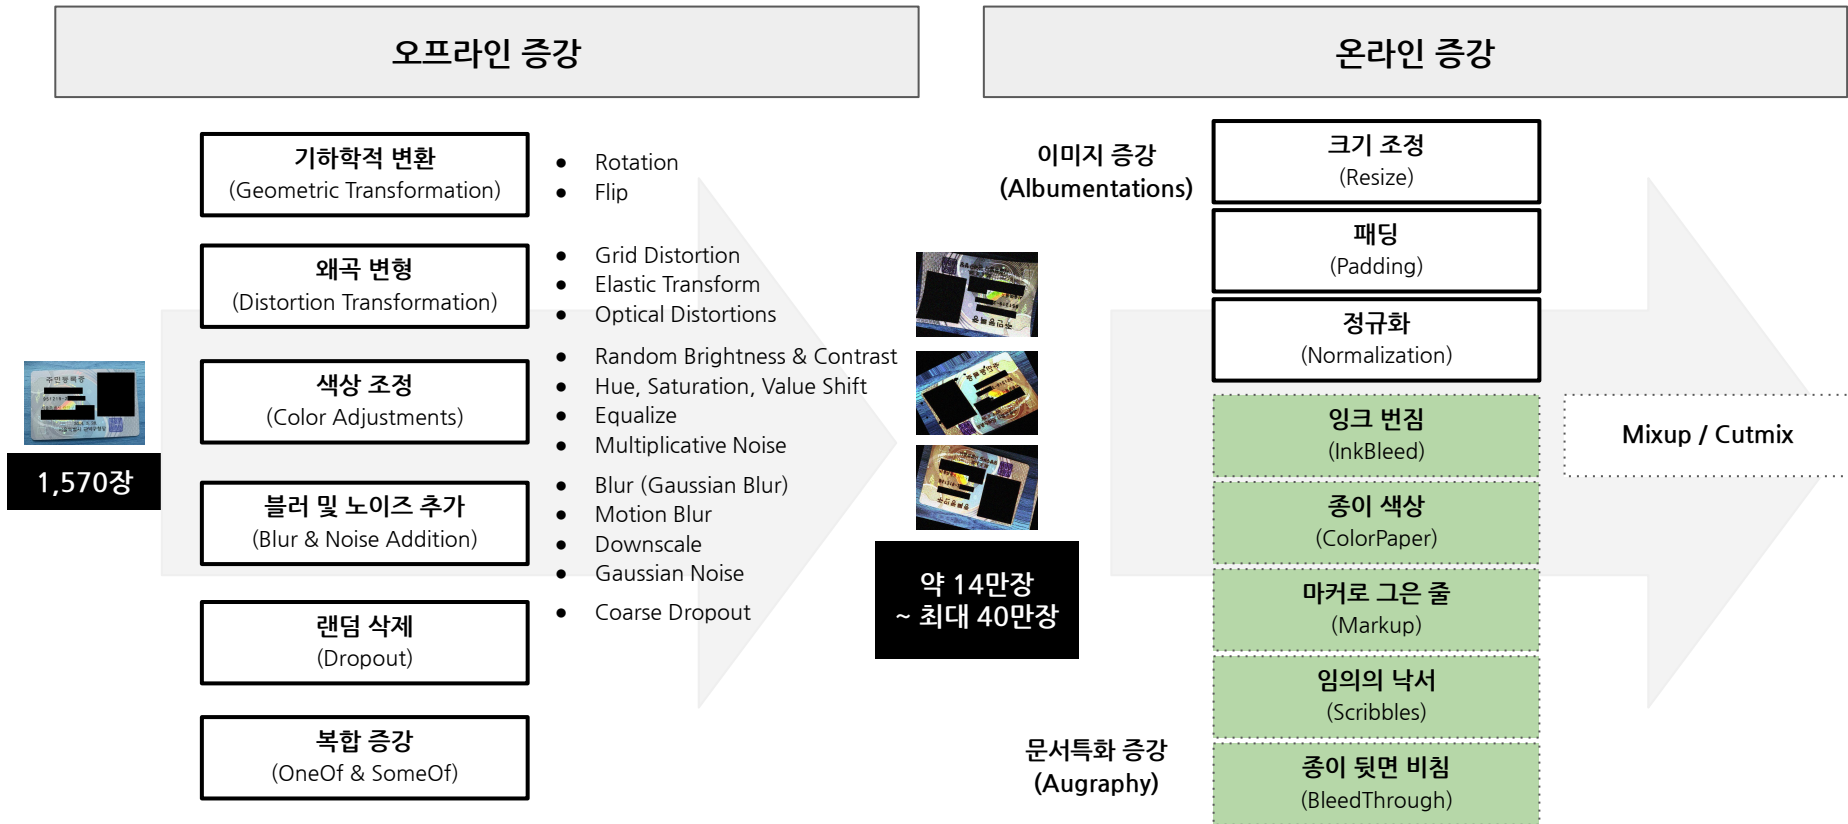 오프라인 증강
기하학적 변환
(Geometric Transformation)
● Rotation
● Flip
왜곡 변형
(Distortion Transformation)
● Grid Distortion
● Elastic Transform
● Optical Distortions
색상 조정
(Color Adjustments)
● Random Brightness & Contrast
● Hue, Saturation, Value Shift
● Equalize
● Multiplicative Noise
주민등록증
1,570장
블러 및 노이즈 추가
(Blur & Noise Addition)
● Blur (Gaussian Blur)
● Motion Blur
● Downscale
● Gaussian Noise
랜덤 삭제
(Dropout)
● Coarse Dropout
복합 증강
(OneOf & SomeOf)
약 14만장
~ 최대 40만장
온라인 증강
이미지 증강
(Albumentations)
크기 조정
(Resize)
패딩
(Padding)
정규화
(Normalization)
잉크 번짐
(InkBleed)
종이 색상
(ColorPaper)
마커로 그은 줄
(Markup)
임의의 낙서
(Scribbles)
문서특화 증강
(Augraphy)
종이 뒷면 비침
(BleedThrough)
Mixup / Cutmix